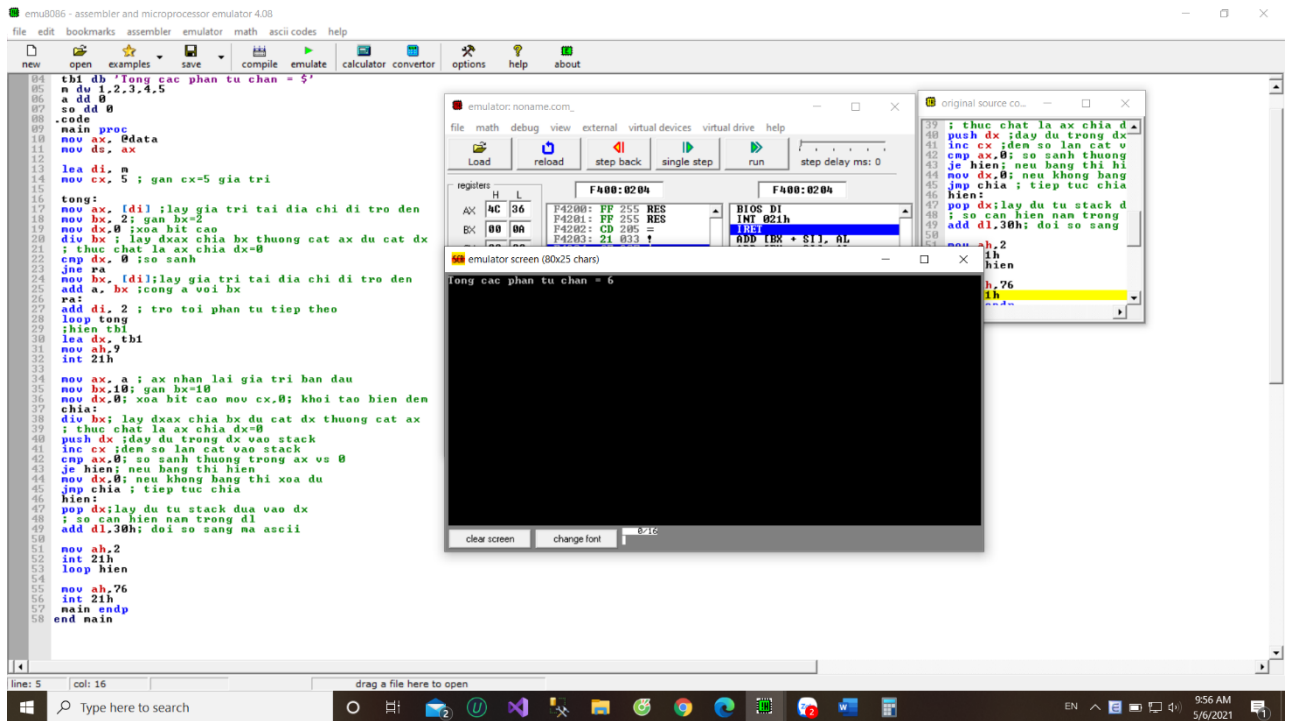 emu8086 - assembler and microprocessor emulator 4.08
file edit bookmarks assembler emulator math ascii codes help
new open examples save compile emulate calculator convertor options help about
04 tb1 db 'Tong cac phan tu chan = $'
05 m dw 1,2,3,4,5
06 a dd 0
07 so dd 0
08 .code
09 main proc
10 mov ax, @data
11 mov ds, ax
12
13 lea di, m
14 mov cx, 5 ; gan cx=5 gia tri
15
16 tong:
17 mov ax, [di] ;lay gia tri tai dia chi di tro den
18 mov bx, 2; gan bx=2
19 mov dx,0 ;xoa bit cao
20 div bx ; lay dxax chia bx thuong cat ax du cat dx
21 ; thuc chat la ax chia dx=0
22 cmp dx, 0 ;so sanh
23 jne ra
24 mov bx, [di];lay gia tri tai dia chi di tro den
25 add a, bx ;cong a voi bx
26 ra:
27 add di, 2 ; tro toi phan tu tiep theo
28 loop tong
29 ;hien tb1
30 lea dx, tb1
31 mov ah,9
32 int 21h
33
34 mov ax, a ; ax nhan lai gia tri ban dau
35 mov bx,10; gan bx=10
36 mov dx,0; xoa bit cao mov cx,0; khoi tao bien dem
37 chia:
38 div bx; lay dxax chia bx du cat dx thuong cat ax
39 ; thuc chat la ax chia dx=0
40 push dx ;day du trong dx vao stack
41 inc cx ;dem so lan cat vao stack
42 cmp ax,0; so sanh thuong trong ax vs 0
43 je hien; neu bang thi hien
44 mov dx,0; neu khong bang thi xoa du
45 jmp chia ; tiep tuc chia
46 hien:
47 pop dx;lay du tu stack dua vao dx
48 ; so can hien nam trong dl
49 add dl,30h; doi so sang ma ascii
50
51 mov ah,2
52 int 21h
53 loop hien
54
55 mov ah,76
56 int 21h
57 main endp
58 end main
emulator: noname.com_
file math debug view external virtual devices virtual drive help
Load reload step back single step run step delay ms: 0
registers
H L
F400:0204 F400:0204
AX 4C 36
BX 00 0A
F4200: FF 255 RES
F4201: FF 255 RES
F4202: CD 205 =
F4203: 21 033 !
BIOS DI
INT 021h
IRET
ADD [BX + SI], AL
original source co...
39 ; thuc chat la ax chia d
40 push dx ;day du trong dx
41 inc cx ;dem so lan cat v
42 cmp ax,0; so sanh thuong
43 je hien; neu bang thi hi
44 mov dx,0; neu khong bang
45 jmp chia ; tiep tuc chia
46 hien:
47 pop dx;lay du tu stack d
48 ; so can hien nam trong
49 add dl,30h; doi so sang
50
51 mov ah,2
1h
hien
h,76
1h
emulator screen (80x25 chars)
Tong cac phan tu chan = 6
clear screen change font 0/16
line: 5 col: 16 drag a file here to open
Type here to search
EN
9:56 AM
5/6/2021